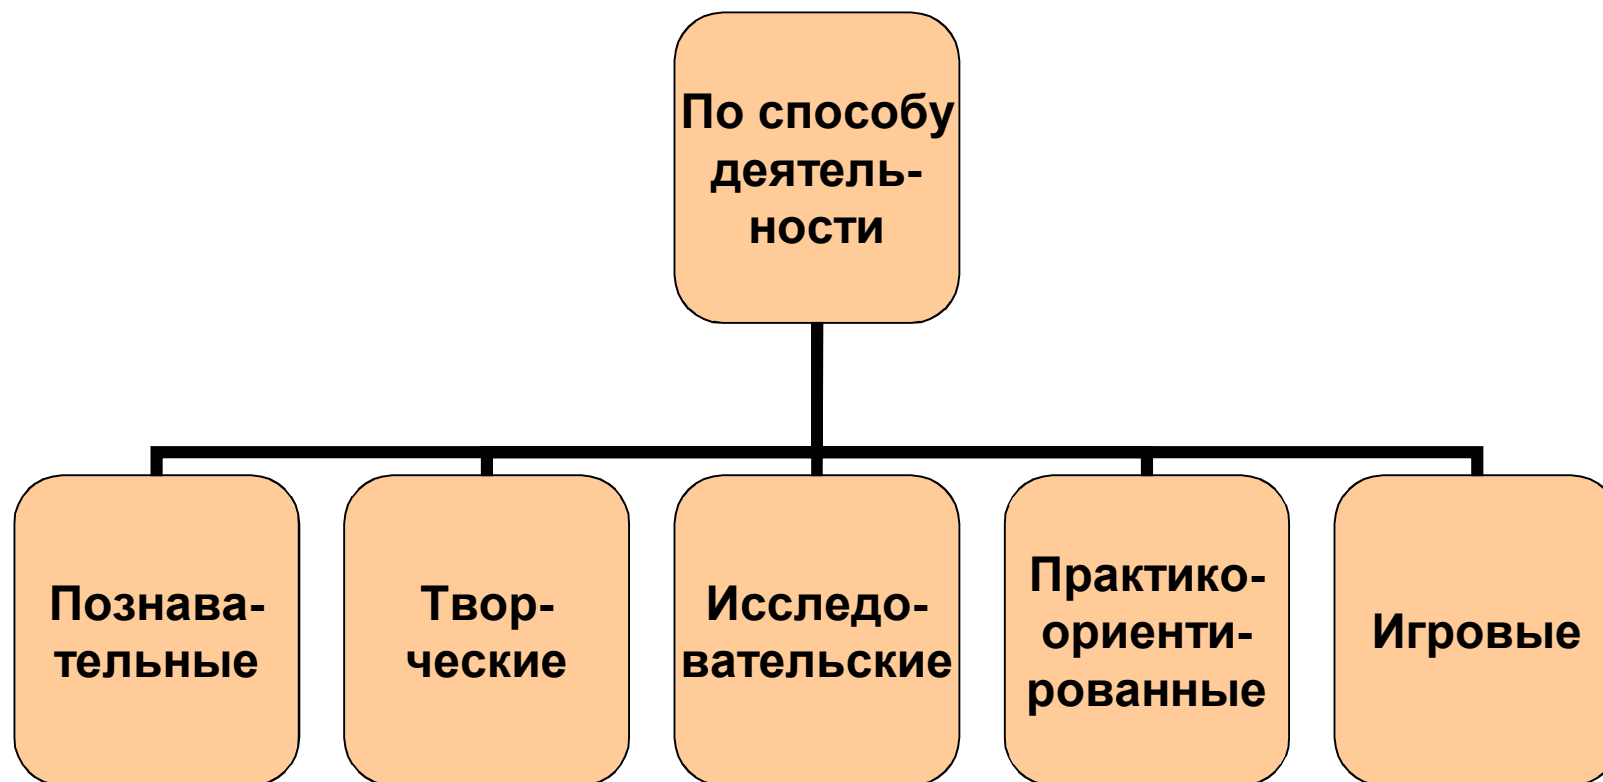 По способу
деятель-
ности
Познава-
тельные
Твор-
ческие
Исследо-
вательские
Практико-
ориенти-
рованные
Игровые